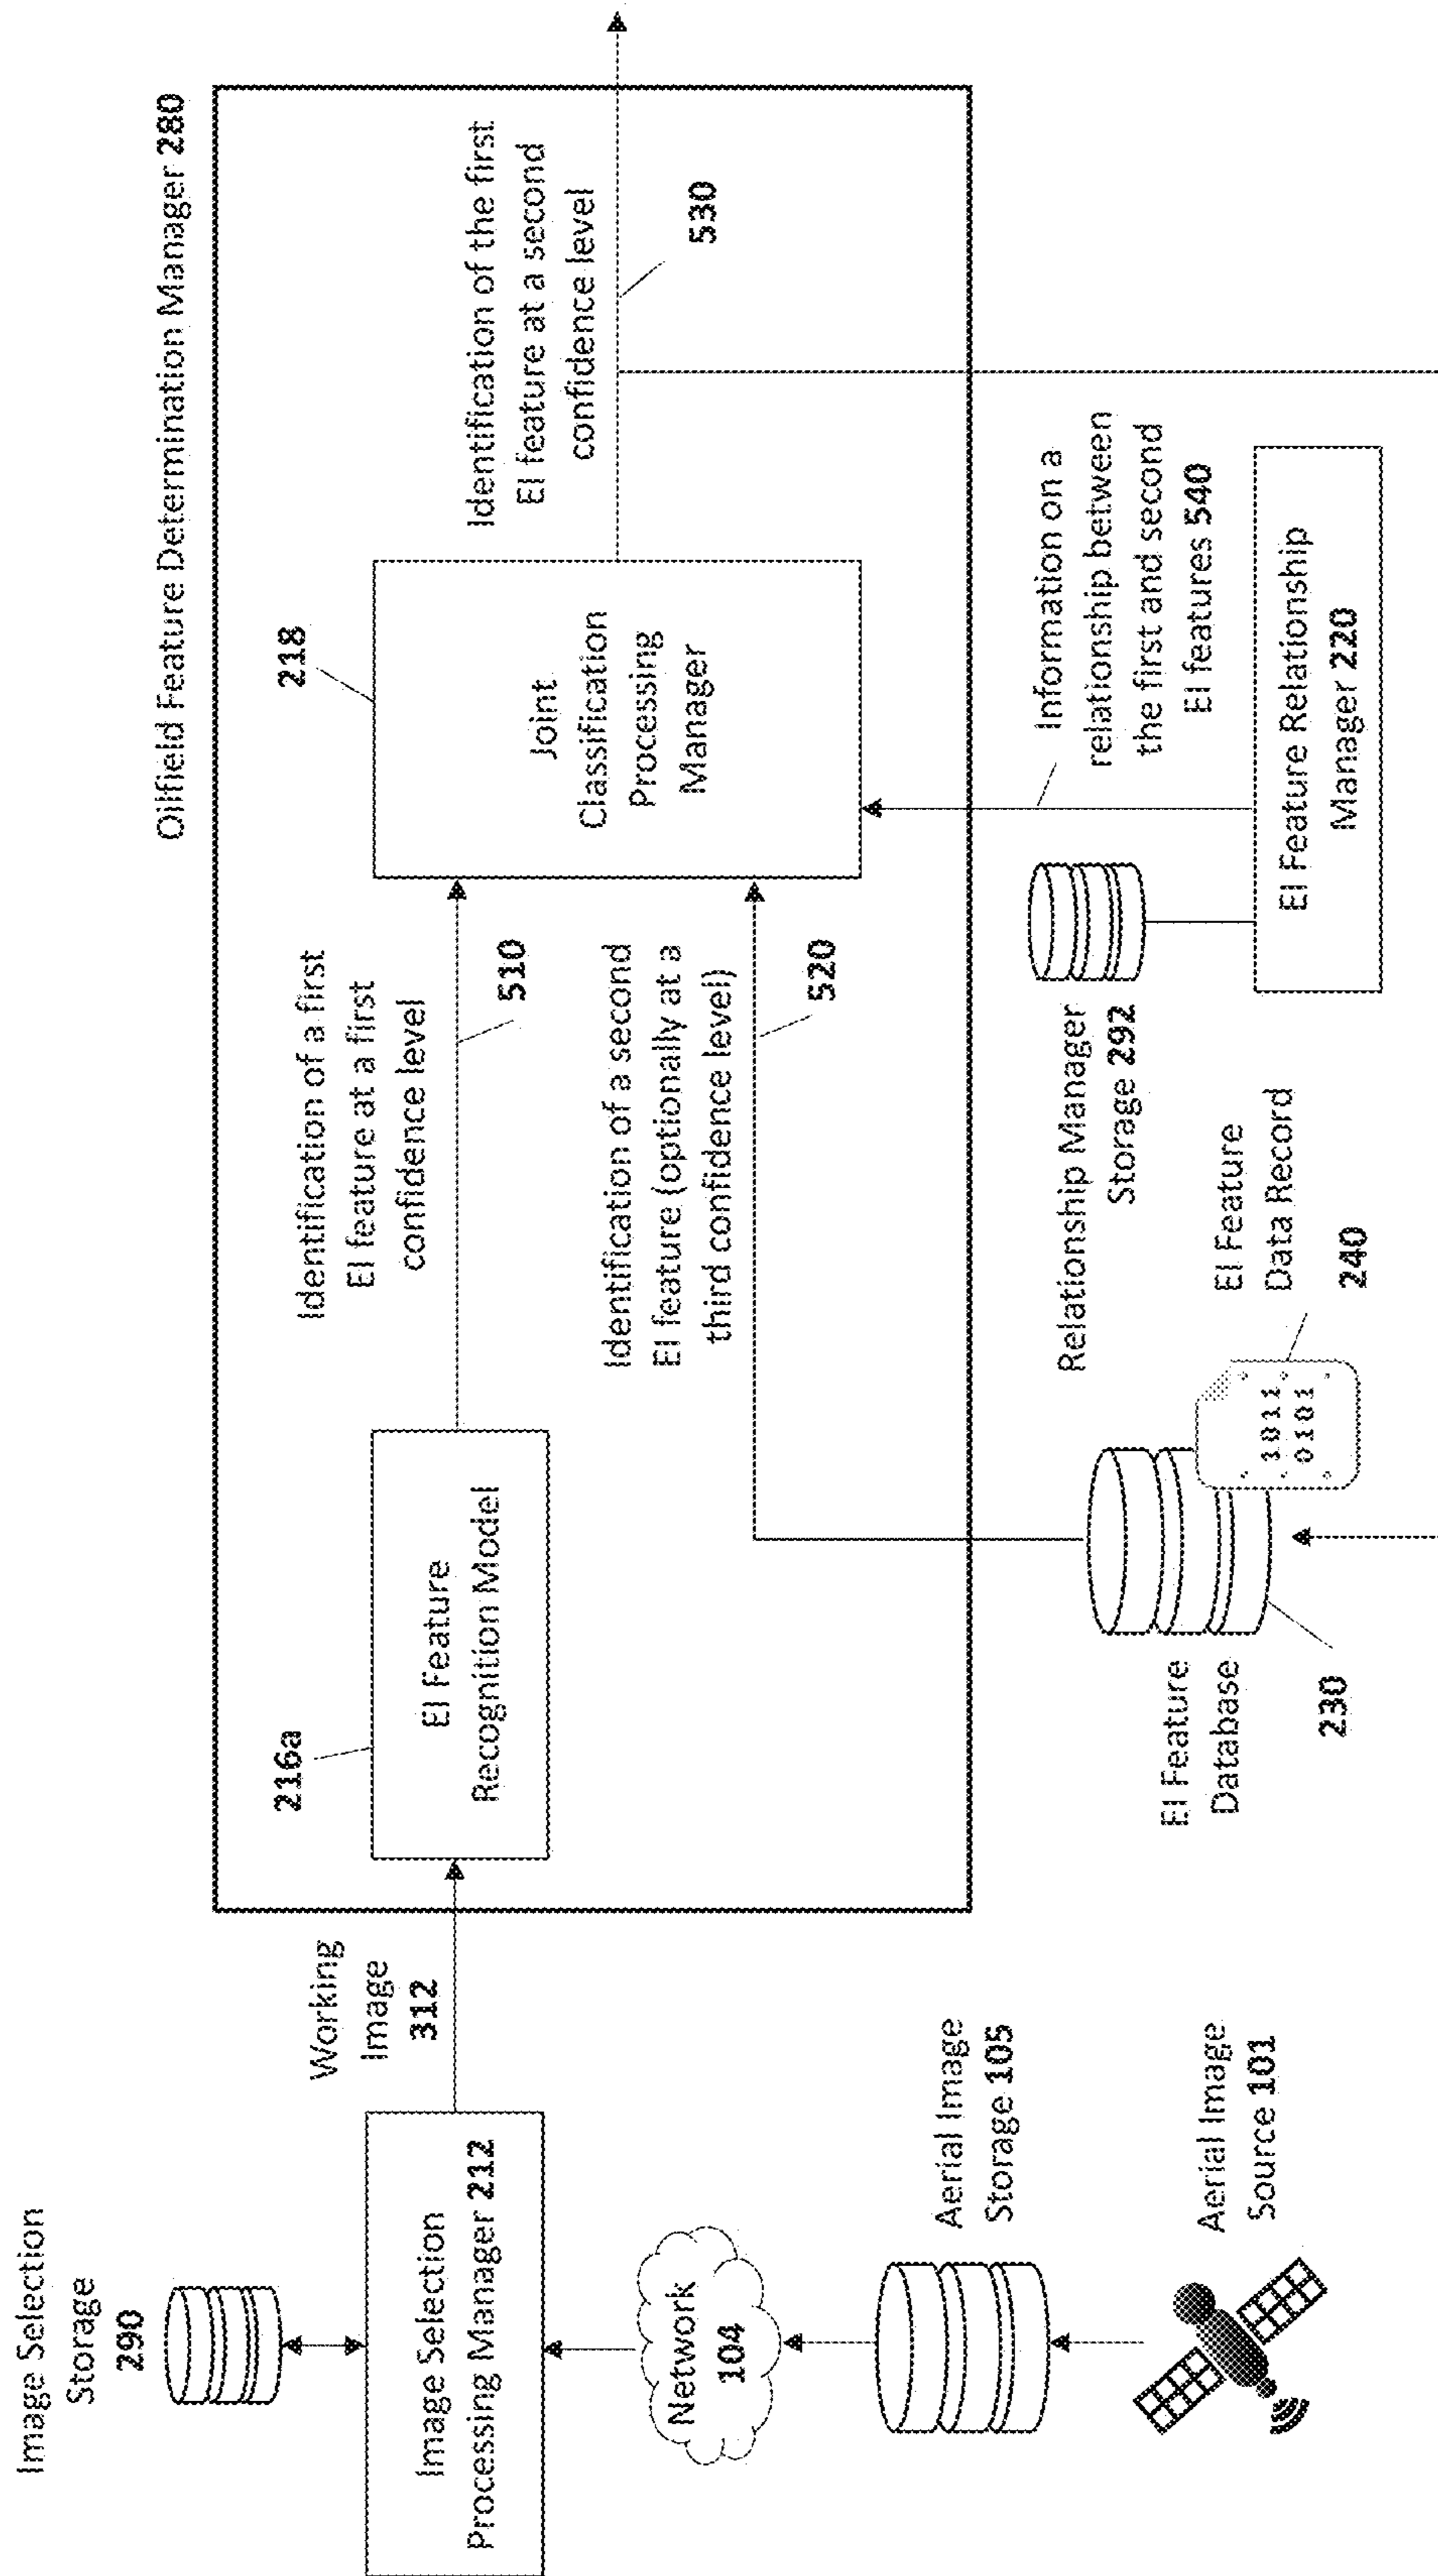 Oilfield Feature Determination Manager 280
Image Selection
Storage
290
Image Selection
Processing Manager 212
Working
Image
312
Network
104
Aerial Image
Storage 105
Aerial Image
Source 101
216a
EI Feature
Recognition Model
Identification of a first
EI feature at a first
confidence level
510
Identification of a second
EI feature (optionally at a
third confidence level)
520
218
Joint
Classification
Processing
Manager
Identification of the first
EI feature at a second
confidence level
530
EI Feature
Database
230
EI Feature
Data Record
240
1011
0101
Relationship Manager
Storage 292
Information on a
relationship between
the first and second
EI features 540
EI Feature Relationship
Manager 220